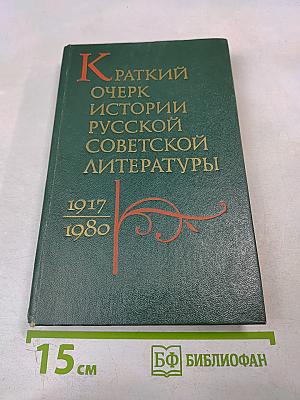 КРАТКИЙ
ОЧЕРК
ИСТОРИИ
РУССКОЙ
СОВЕТСКОЙ
ЛИТЕРАТУРЫ
1917
1980
15 см
БФ БИБЛИОФАН